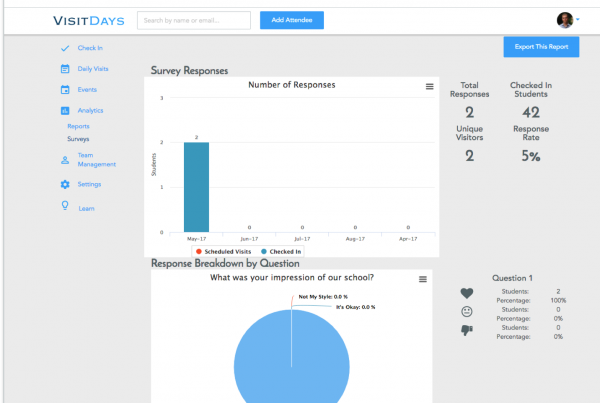 VISITDAYS
Search by name or email...
Add Attendee
Export This Report
Check In
Daily Visits
Events
Analytics
Reports
Surveys
Team
Management
Settings
Learn
Survey Responses
Number of Responses
3
2
1
0
Students
2
0
0
0
0
May-17
Jun-17
Jul-17
Aug-17
Apr-17
Scheduled Visits
Checked In
Total
Responses
2
Checked In
Students
42
Unique
Visitors
2
Response
Rate
5%
Response Breakdown by Question
What was your impression of our school?
Not My Style: 0.0 %
It's Okay: 0.0 %
Question 1
Students: 2
Percentage: 100%
Students: 0
Percentage: 0%
Students: 0
Percentage: 0%